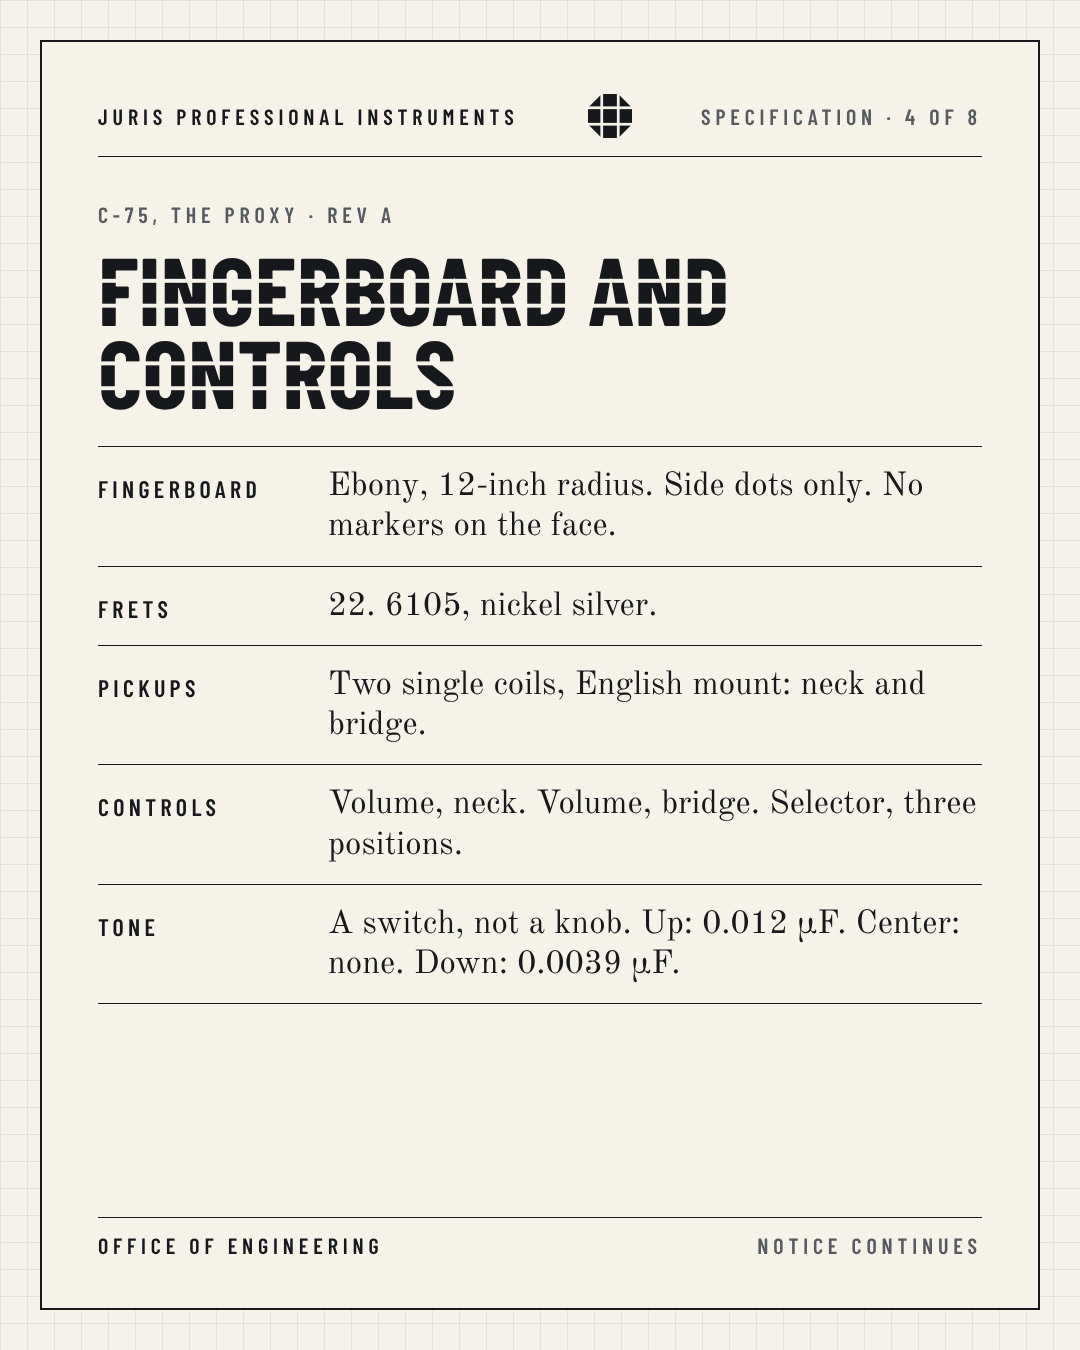 JURIS PROFESSIONAL INSTRUMENTS
SPECIFICATION · 4 OF 8
C-75, THE PROXY · REV A
FINGERBOARD AND
CONTROLS
FINGERBOARD
Ebony, 12-inch radius. Side dots only. No
markers on the face.
FRETS
22. 6105, nickel silver.
PICKUPS
Two single coils, English mount: neck and
bridge.
CONTROLS
Volume, neck. Volume, bridge. Selector, three
positions.
TONE
A switch, not a knob. Up: 0.012 µF. Center:
none. Down: 0.0039 µF.
OFFICE OF ENGINEERING
NOTICE CONTINUES